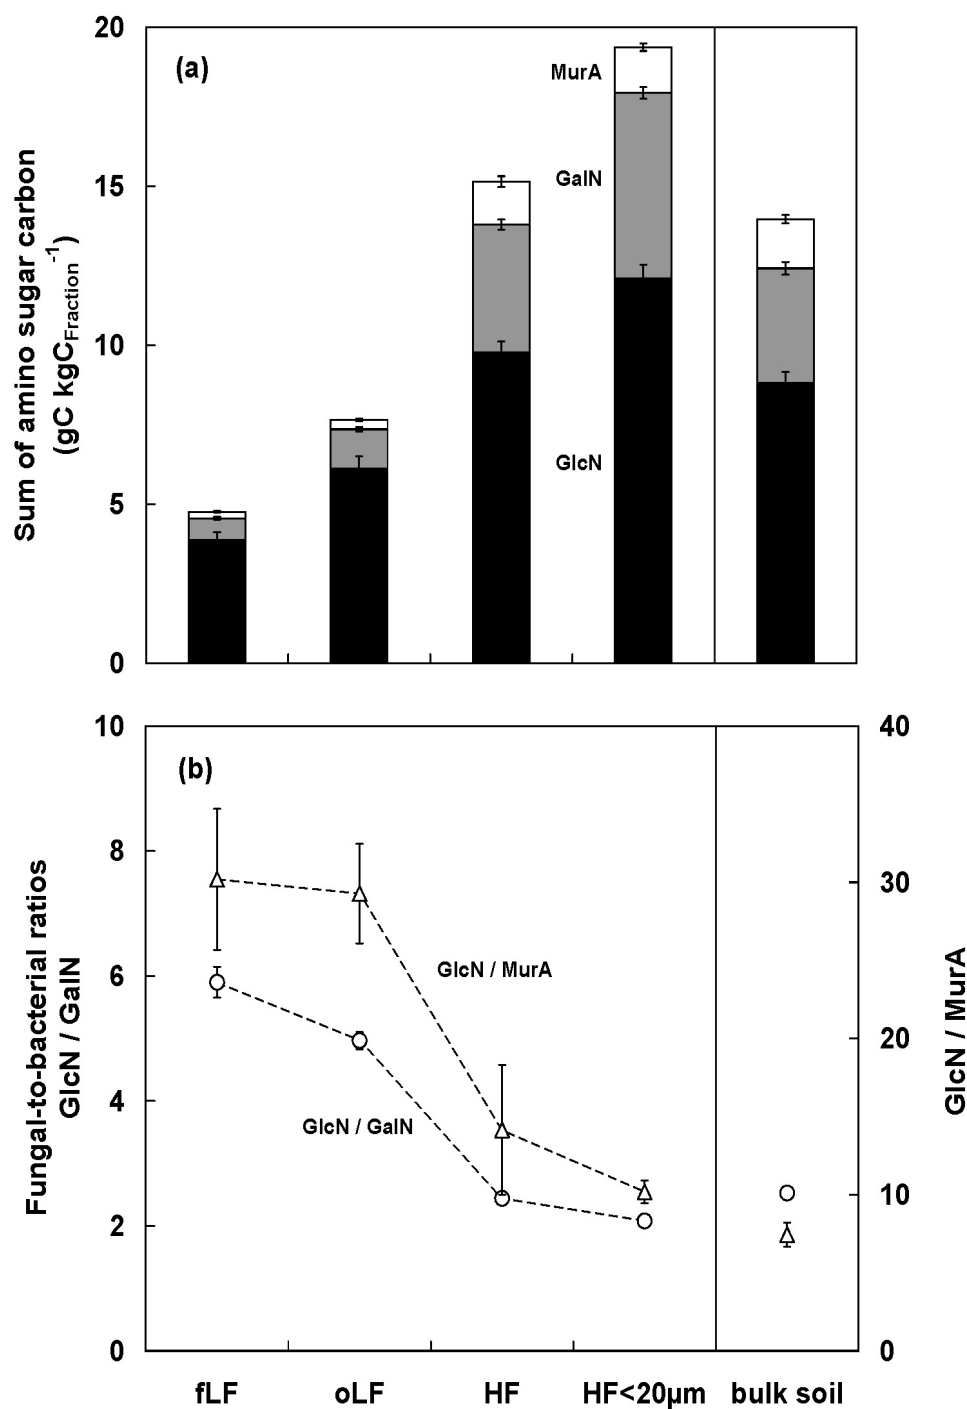 20
(a)
MurA
15
GalN
10
GlcN
5
0
Sum of amino sugar carbon
(gC kgC_Fraction^-1)
10
40
(b)
8
30
GlcN / MurA
6
20
4
GlcN / GalN
10
2
0
0
Fungal-to-bacterial ratios
GlcN / GalN
GlcN / MurA
fLF oLF HF HF<20µm bulk soil